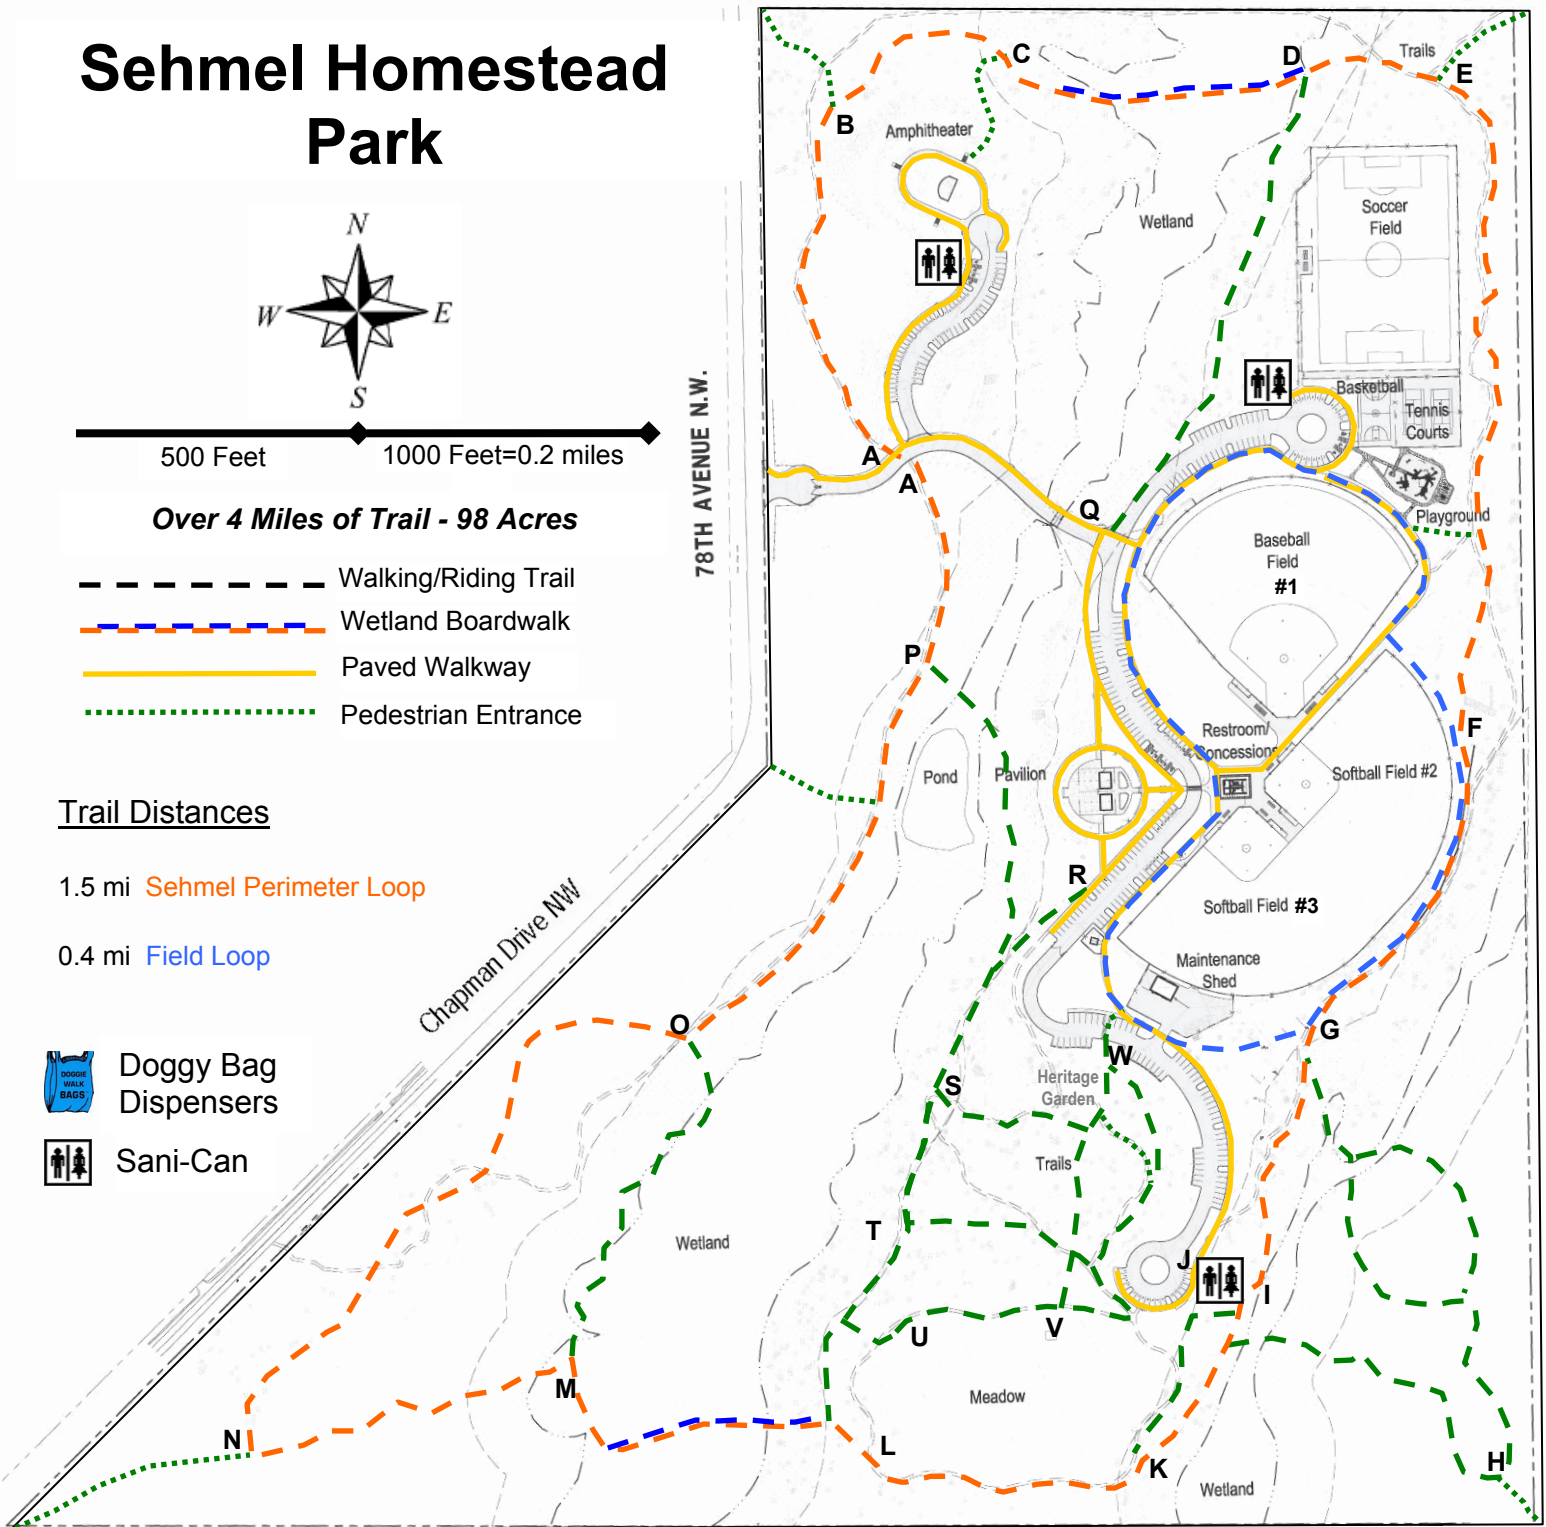 Sehmel Homestead
Park
N
W
E
S
500 Feet
1000 Feet=0.2 miles
Over 4 Miles of Trail - 98 Acres
Walking/Riding Trail
Wetland Boardwalk
Paved Walkway
Pedestrian Entrance
Trail Distances
1.5 mi Sehmel Perimeter Loop
0.4 mi Field Loop
DOGGIE
WALK
BAGS
Doggy Bag
Dispensers
Sani-Can
78TH AVENUE N.W.
Chapman Drive NW
C
D
Trails
E
B
Amphitheater
Wetland
Soccer
Field
Basketball
Tennis
Courts
A
A
Q
Playground
Baseball
Field
#1
P
Restroom/
Concessions
F
Pond
Pavilion
Softball Field #2
R
Softball Field #3
Maintenance
Shed
O
G
W
Heritage
Garden
S
Trails
T
Wetland
J
I
U
V
M
Meadow
N
L
K
H
Wetland